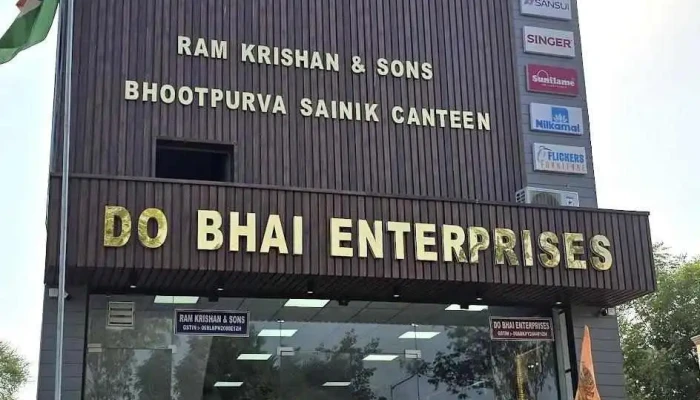 SANSUI
SINGER
Sunflame
Milkamal
FLICKERS
FURNITURE
RAM KRISHAN & SONS
BHOOTPURVA SAINIK CANTEEN
DO BHAI ENTERPRISES
RAM KRISHAN & SONS
DO BHAI ENTERPRISES